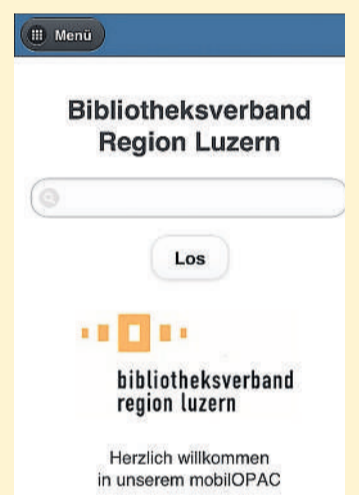 Menü
Bibliotheksverband
Region Luzern
Los
bibliotheksverband
region luzern
Herzlich willkommen
in unserem mobilOPAC